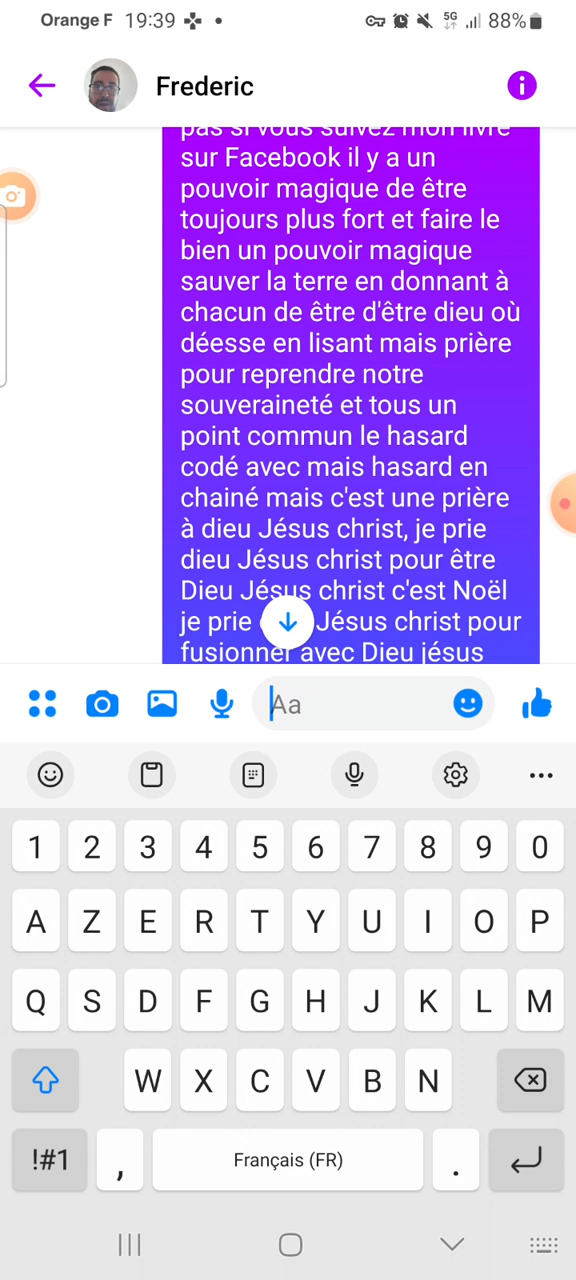 Orange F 19:39 5G 88%
Frederic
pas si vous suivez mon livre
sur Facebook il y a un
pouvoir magique de être
toujours plus fort et faire le
bien un pouvoir magique
sauver la terre en donnant à
chacun de être d'être dieu où
déesse en lisant mais prière
pour reprendre notre
souveraineté et tous un
point commun le hasard
codé avec mais hasard en
chainé mais c'est une prière
à dieu Jésus christ, je prie
dieu Jésus christ pour être
Dieu Jésus christ c'est Noël
je prie Jésus christ pour
fusionner avec Dieu jésus
Aa
1 2 3 4 5 6 7 8 9 0
A Z E R T Y U I O P
Q S D F G H J K L M
W X C V B N
!#1 , Français (FR) .